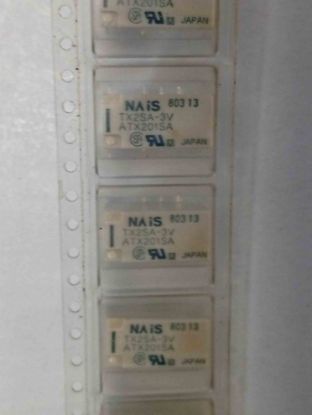 ATX201SA
JAPAN
NAiS 80313
TX2SA-3V
ATX201SA
JAPAN
NAiS 80313
TX2SA-3V
ATX201SA
JAPAN
NAiS 80313
TX2SA-3V
ATX201SA
JAPAN